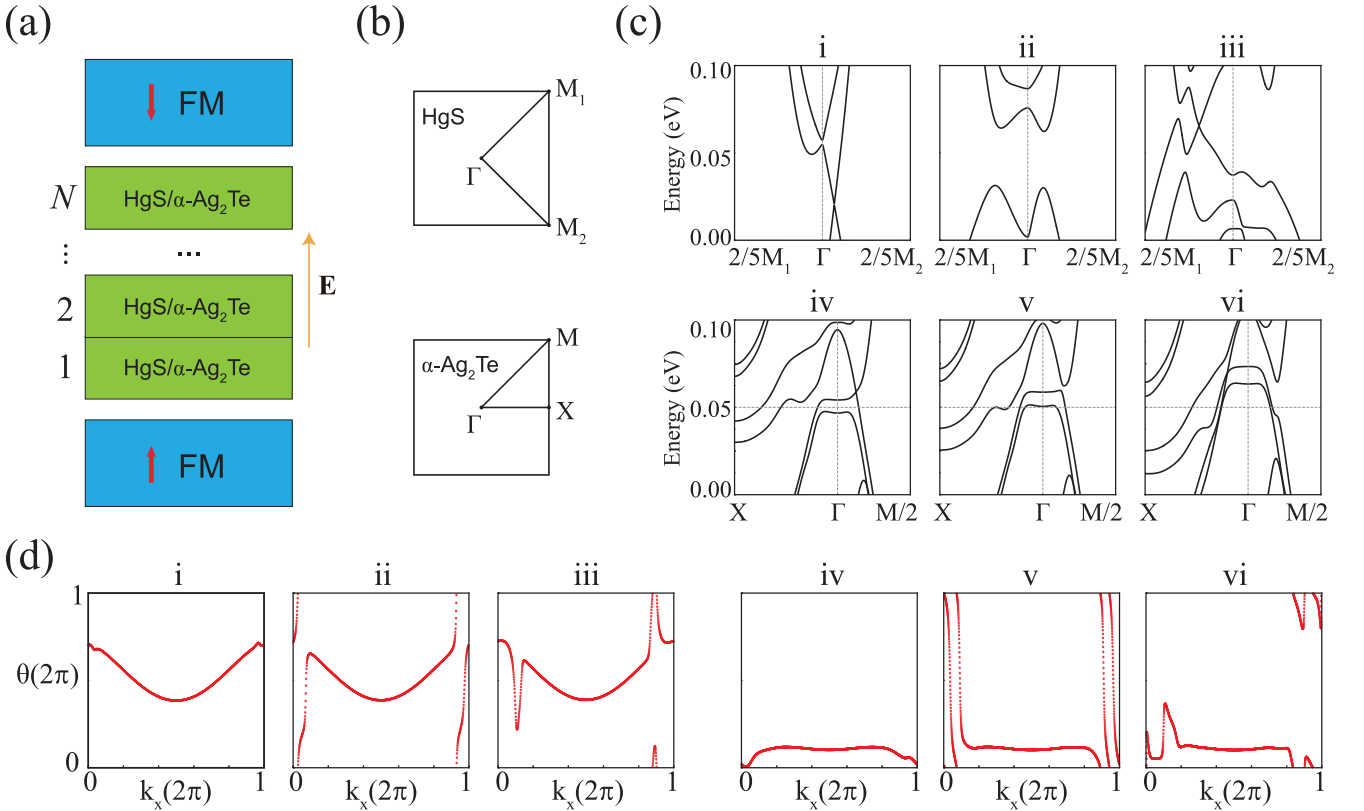 (a)
FM
N
HgS/α-Ag₂Te
⋮
...
2
HgS/α-Ag₂Te
E
1
HgS/α-Ag₂Te
FM
(b)
HgS
M₁
Γ
M₂
α-Ag₂Te
M
Γ
X
(c)
i
ii
iii
Energy (eV)
0.10
0.05
0.00
2/5M₁ Γ 2/5M₂
2/5M₁ Γ 2/5M₂
2/5M₁ Γ 2/5M₂
iv
v
vi
Energy (eV)
0.10
0.05
0.00
X Γ M/2
X Γ M/2
X Γ M/2
(d)
i
ii
iii
iv
v
vi
1
θ(2π)
0
0 kₓ(2π) 1
0 kₓ(2π) 1
0 kₓ(2π) 1
0 kₓ(2π) 1
0 kₓ(2π) 1
0 kₓ(2π) 1